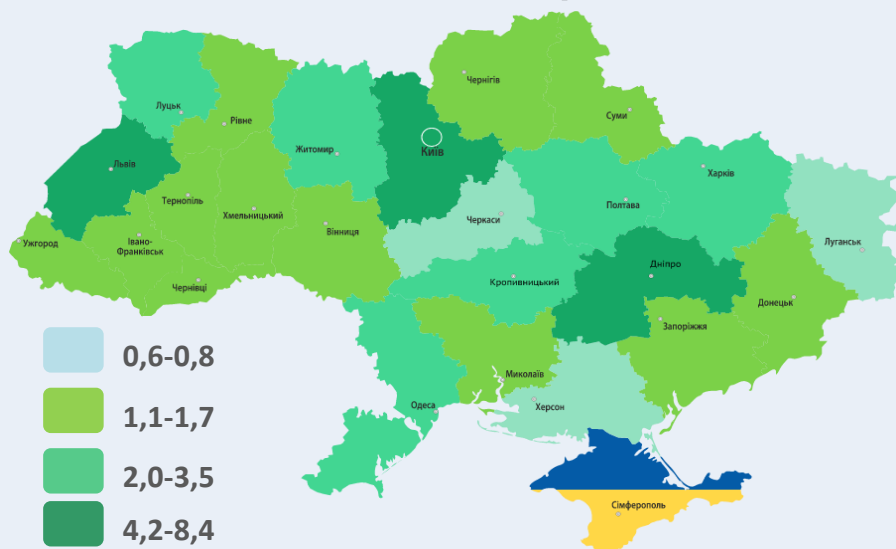 Чернігів
Луцьк
Суми
Рівне
Київ
Житомир
Львів
Харків
Тернопіль
Полтава
Хмельницький
Черкаси
Вінниця
Ужгород
Івано-
Франківськ
Луганськ
Дніпро
Кропивницький
Чернівці
Донецьк
Запоріжжя
0,6-0,8
Миколаїв
Одеса
Херсон
1,1-1,7
2,0-3,5
Сімферополь
4,2-8,4